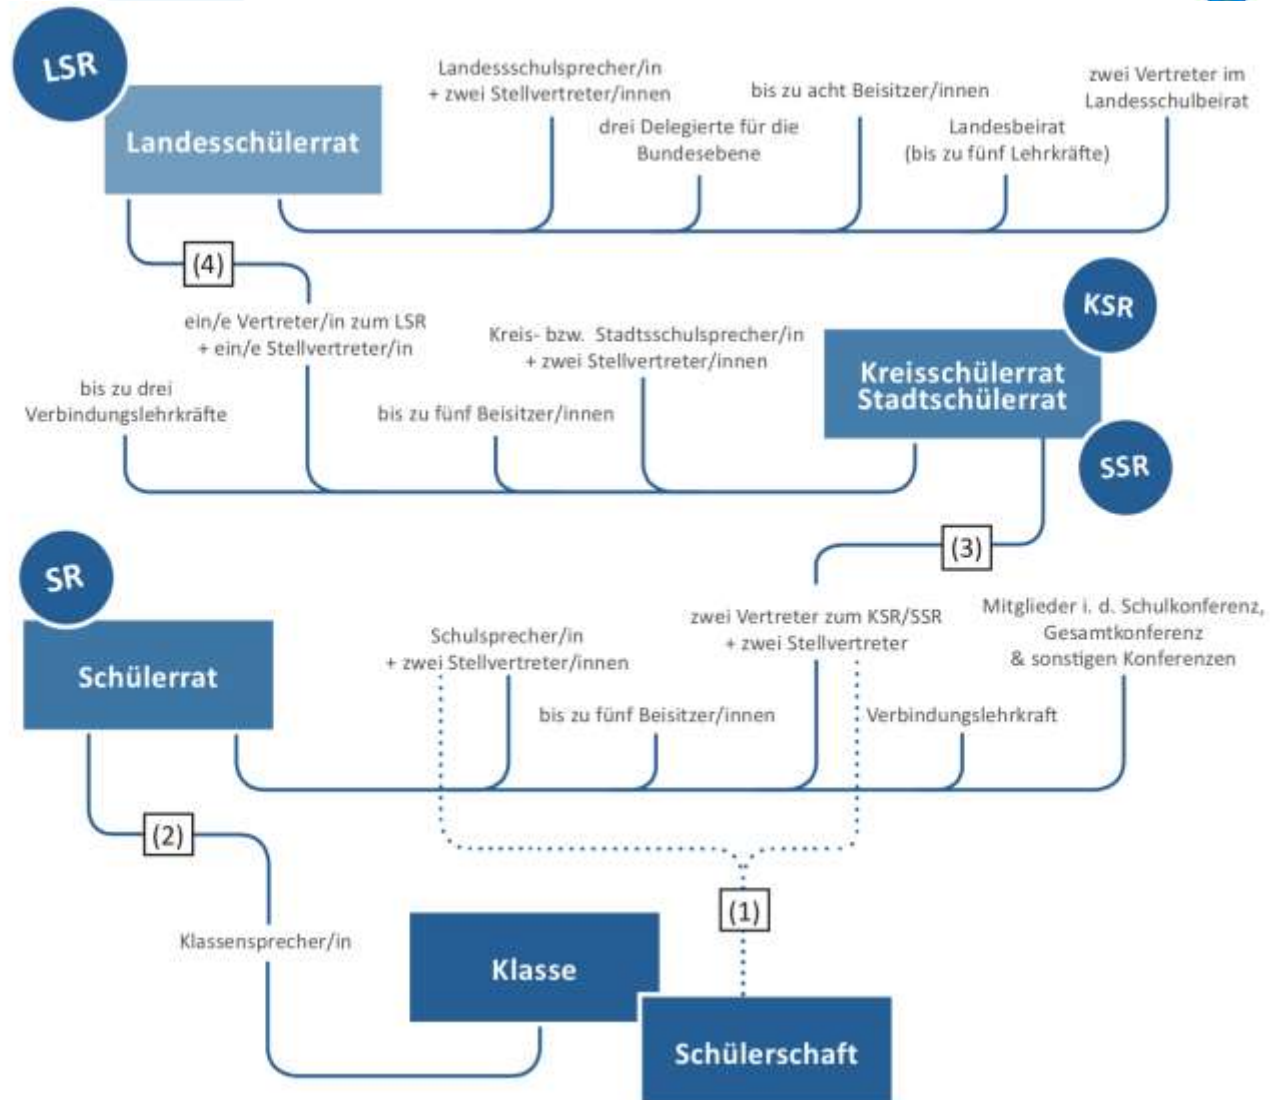 LSR
Landesschülerrat
Landessschulsprecher/in
+ zwei Stellvertreter/innen
drei Delegierte für die
Bundesebene
bis zu acht Beisitzer/innen
Landesbeirat
(bis zu fünf Lehrkräfte)
zwei Vertreter im
Landesschulbeirat
(4)
ein/e Vertreter/in zum LSR
+ ein/e Stellvertreter/in
bis zu drei
Verbindungslehrkräfte
bis zu fünf Beisitzer/innen
Kreis- bzw. Stadtsschulsprecher/in
+ zwei Stellvertreter/innen
KSR
Kreisschülerrat
Stadtschülerrat
SSR
(3)
SR
Schülerrat
Schulsprecher/in
+ zwei Stellvertreter/innen
bis zu fünf Beisitzer/innen
zwei Vertreter zum KSR/SSR
+ zwei Stellvertreter
Verbindungslehrkraft
Mitglieder i. d. Schulkonferenz,
Gesamtkonferenz
& sonstigen Konferenzen
(2)
(1)
Klassensprecher/in
Klasse
Schülerschaft